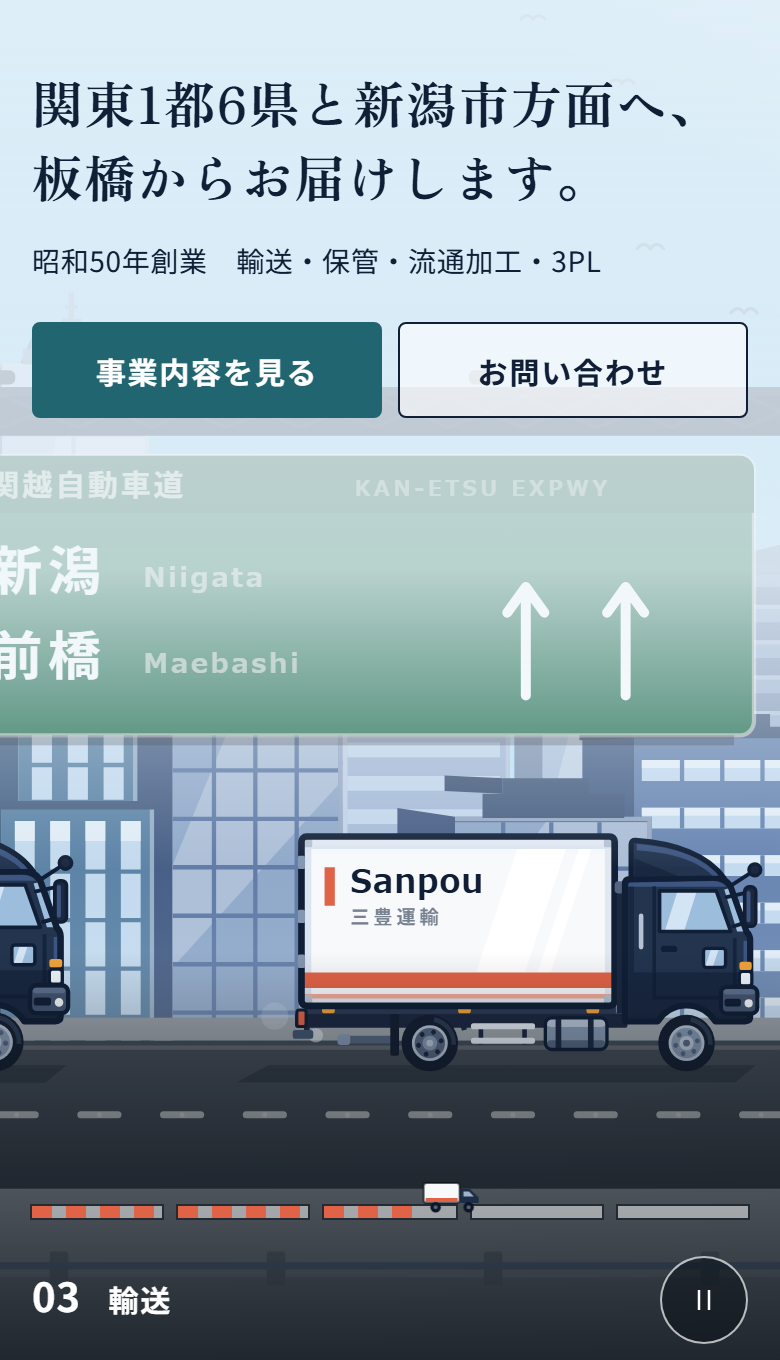 関東1都6県と新潟市方面へ、
板橋からお届けします。
昭和50年創業　輸送・保管・流通加工・3PL
事業内容を見る
お問い合わせ
関越自動車道 KAN-ETSU EXPWY
新潟 Niigata
前橋 Maebashi
Sanpou
三豊運輸
03 輸送